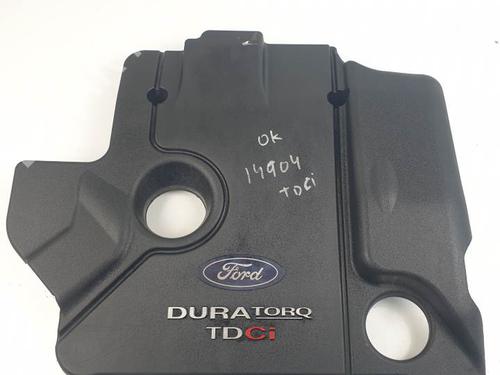 OK
14904
TDCi
Ford
DURATORQ
TDCi